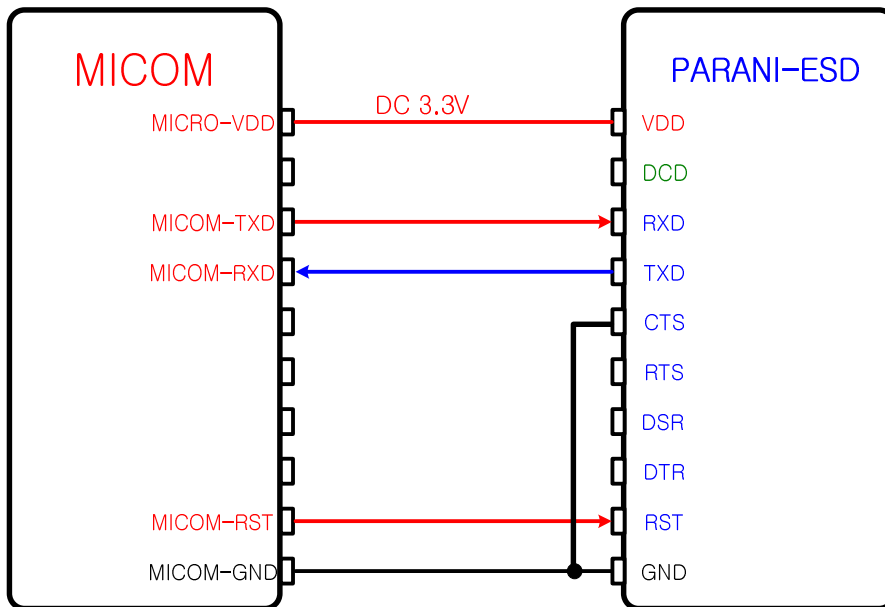 MICOM
PARANI-ESD
DC 3.3V
MICRO-VDD
VDD
DCD
MICOM-TXD
RXD
MICOM-RXD
TXD
CTS
RTS
DSR
DTR
MICOM-RST
RST
MICOM-GND
GND